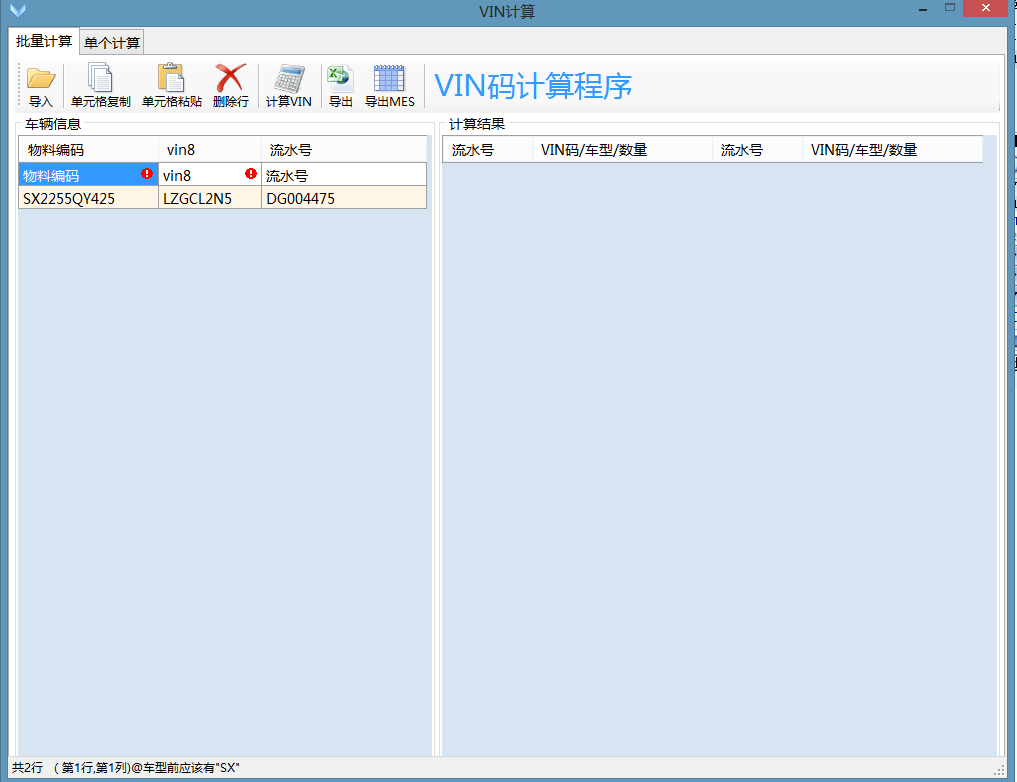 VIN计算
批量计算 单个计算
导入 单元格复制 单元格粘贴 删除行 计算VIN 导出 导出MES VIN码计算程序
车辆信息 计算结果
物料编码 vin8 流水号 流水号 VIN码/车型/数量 流水号 VIN码/车型/数量
物料编码 vin8 流水号
SX2255QY425 LZGCL2N5 DG004475
共2行 （第1行,第1列)@车型前应该有"SX"